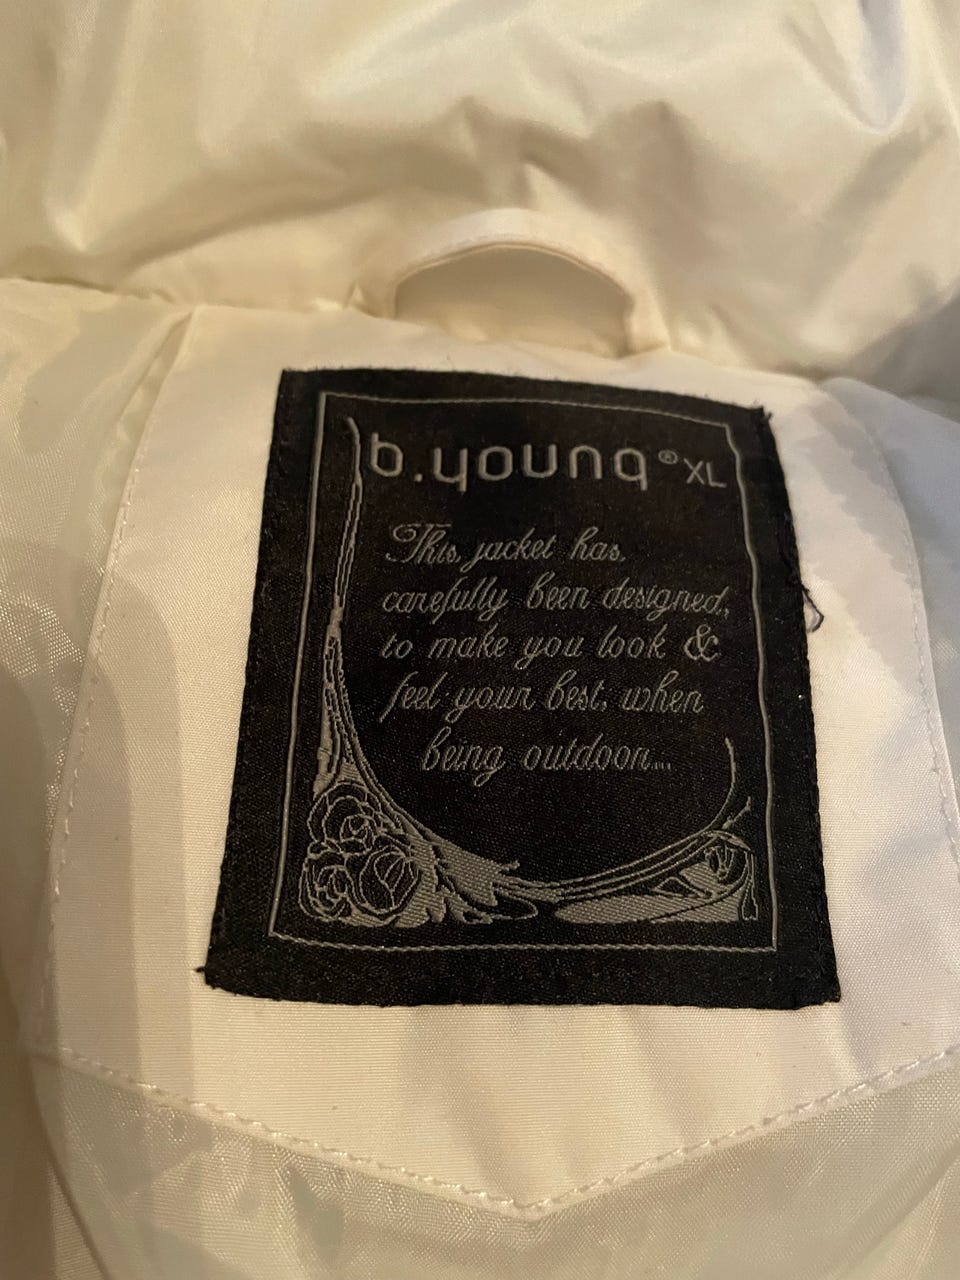 b.young® XL
This jacket has
carefully been designed,
to make you look &
feel your best, when
being outdoor...